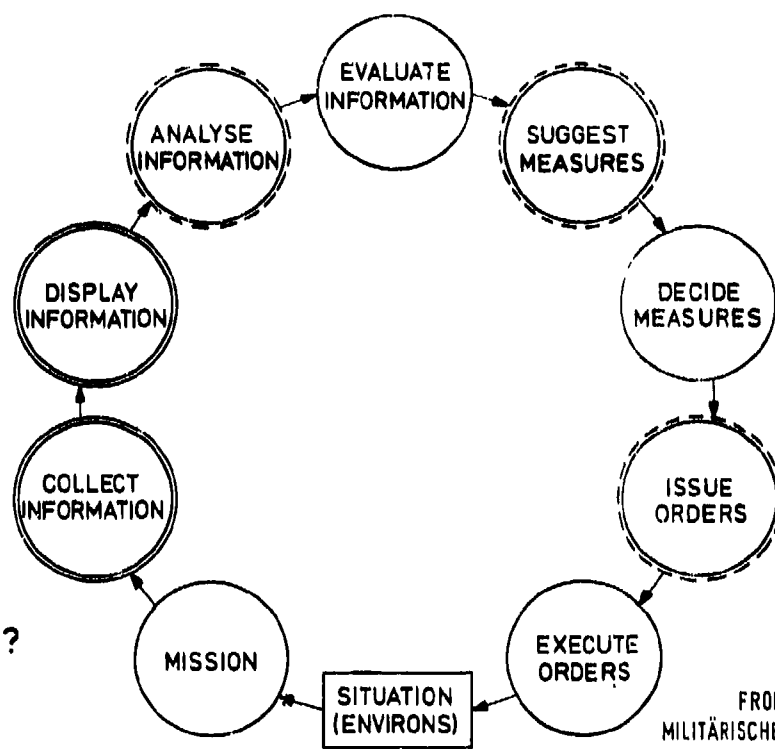 EVALUATE
INFORMATION
SUGGEST
MEASURES
DECIDE
MEASURES
ISSUE
ORDERS
EXECUTE
ORDERS
SITUATION
(ENVIRONS)
MISSION
COLLECT
INFORMATION
DISPLAY
INFORMATION
ANALYSE
INFORMATION
?
MILITÄRISCHE